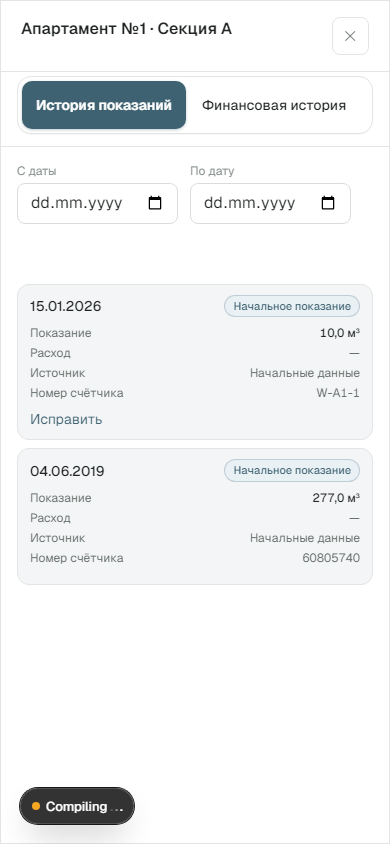 Апартамент №1 · Секция А
История показаний
Финансовая история
С даты
По дату
dd.mm.yyyy
dd.mm.yyyy
15.01.2026
Начальное показание
Показание
10,0 м³
Расход
—
Источник
Начальные данные
Номер счётчика
W-A1-1
Исправить
04.06.2019
Начальное показание
Показание
277,0 м³
Расход
—
Источник
Начальные данные
Номер счётчика
60805740
Compiling ...